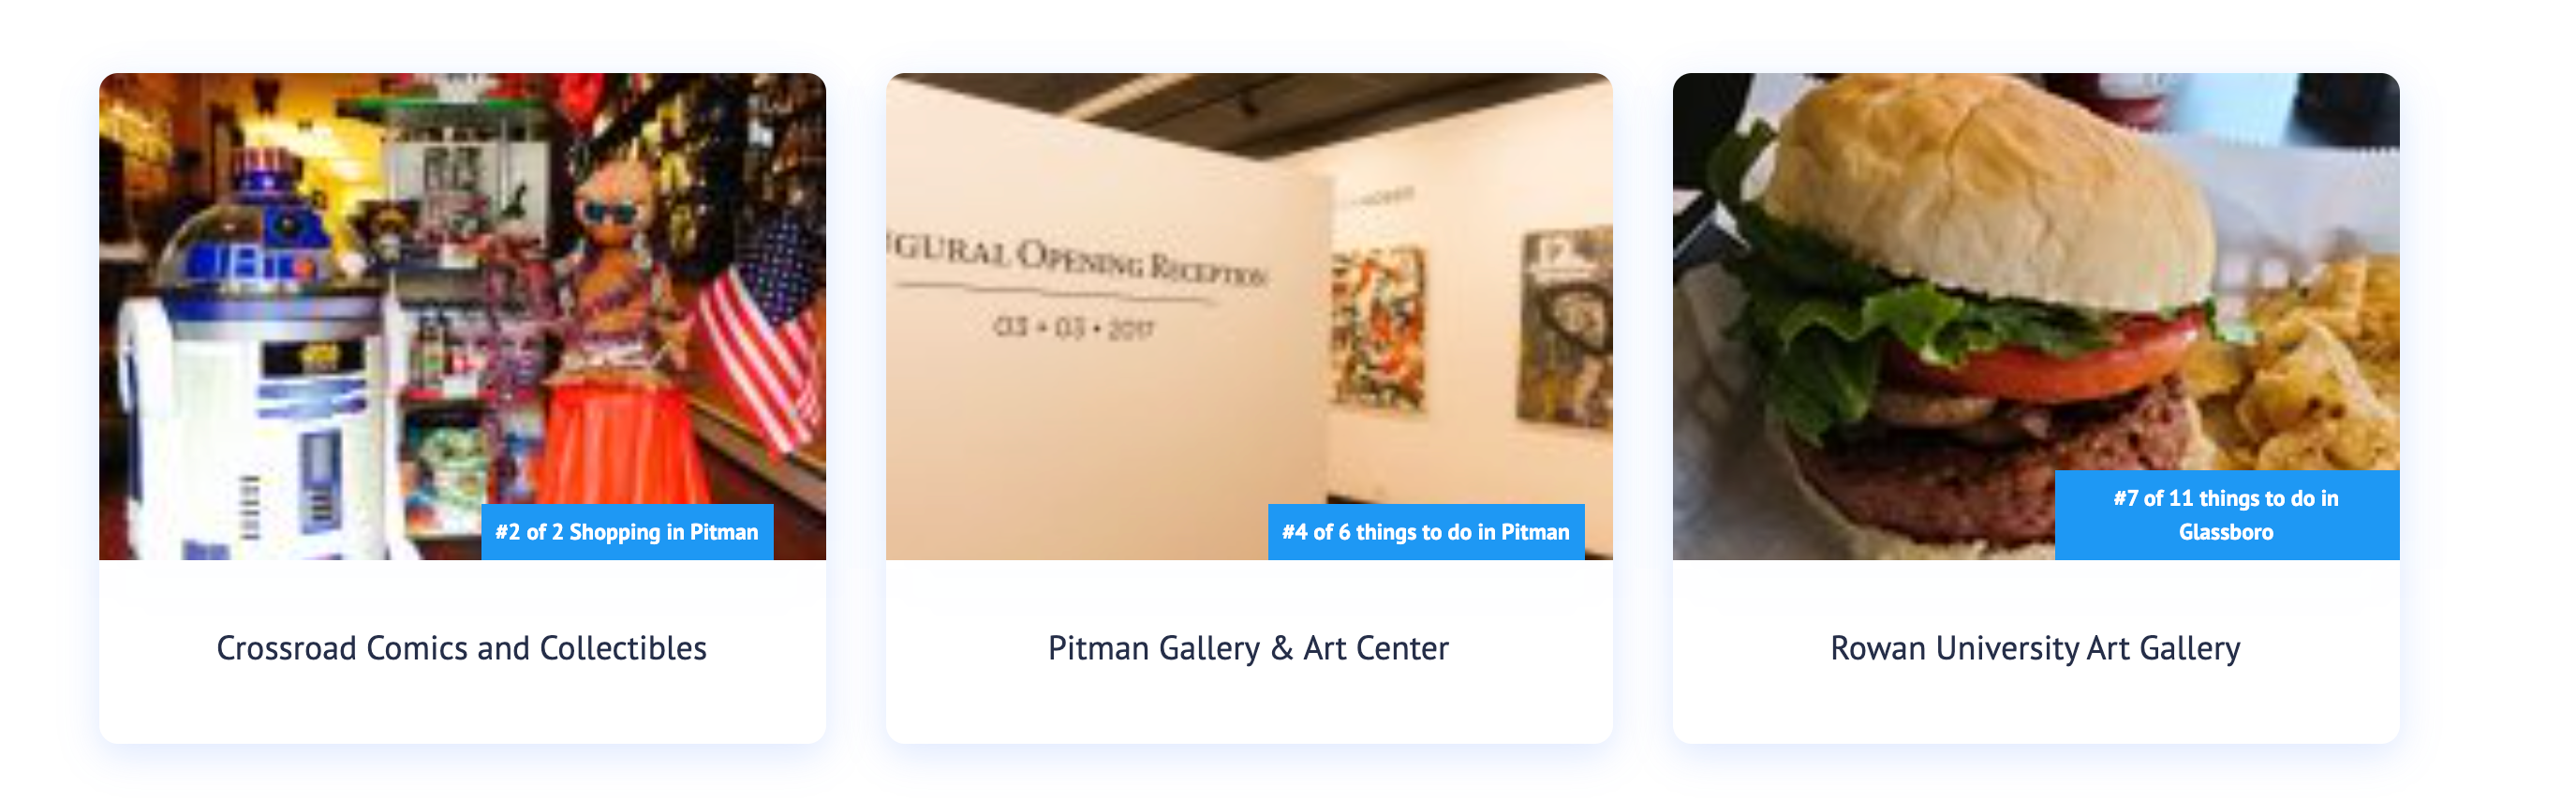 GURAL OPENING RECEPTION
03 • 03 • 2017
#2 of 2 Shopping in Pitman
#4 of 6 things to do in Pitman
#7 of 11 things to do in
Glassboro
Crossroad Comics and Collectibles
Pitman Gallery & Art Center
Rowan University Art Gallery